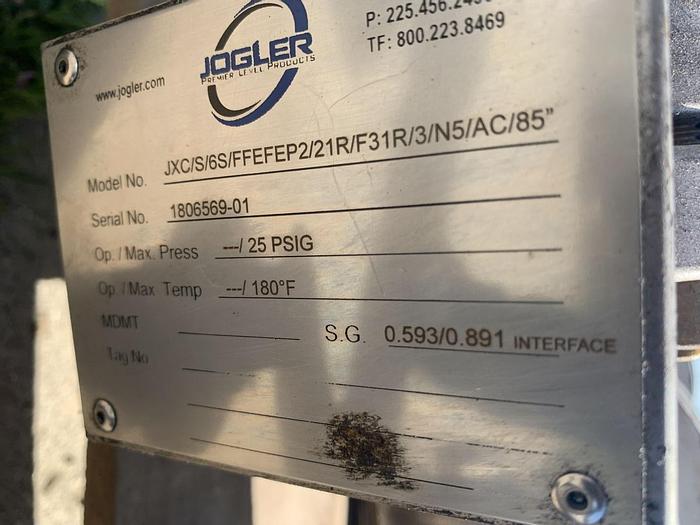 P: 225.456.
TF: 800.223.8469
JOGLER
PREMIER LEVEL PRODUCTS
www.jogler.com
Model No. JXC/S/6S/FFEFEP2/21R/F31R/3/N5/AC/85"
Serial No. 1806569-01
Op./Max. Press ---/ 25 PSIG
Op. / Max Temp ---/ 180°F
MDMT
S.G. 0.593/0.891 INTERFACE
Tag No